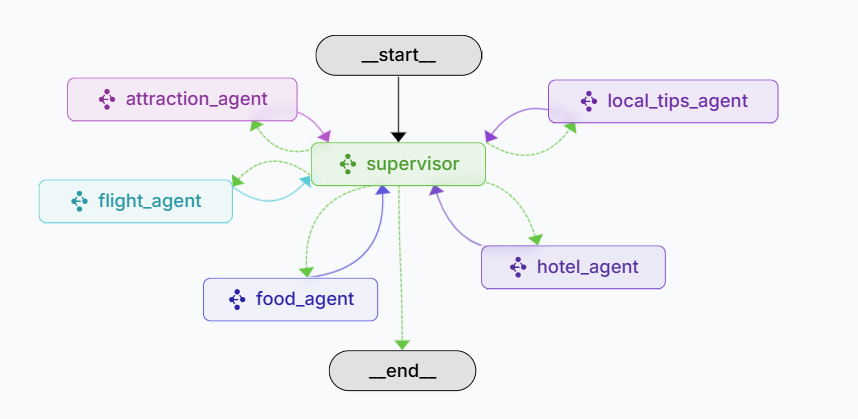 __start__
attraction_agent
local_tips_agent
supervisor
flight_agent
hotel_agent
food_agent
__end__